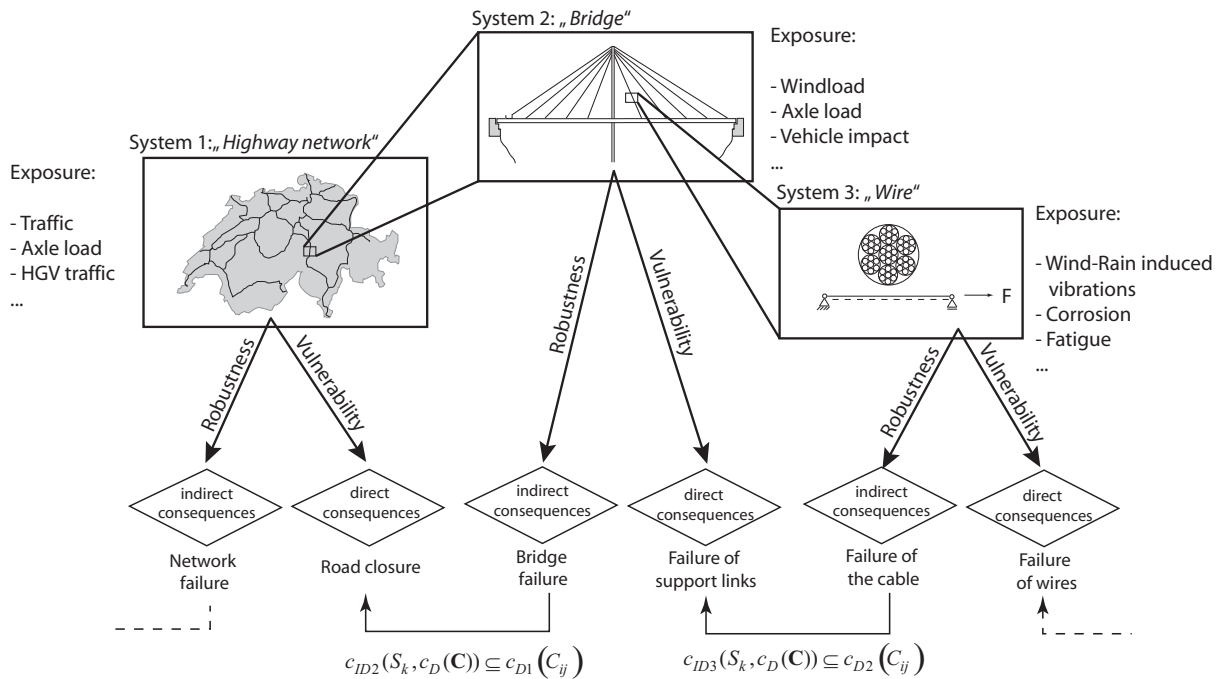 System 2: „Bridge“
Exposure:
- Windload
- Axle load
- Vehicle impact
...
System 1:„Highway network“
Exposure:
- Traffic
- Axle load
- HGV traffic
...
System 3: „Wire“
F
Exposure:
- Wind-Rain induced
vibrations
- Corrosion
- Fatigue
...
Robustness
Vulnerability
Robustness
Vulnerability
Robustness
Vulnerability
indirect
consequences
Network
failure
direct
consequences
Road closure
indirect
consequences
Bridge
failure
direct
consequences
Failure of
support links
indirect
consequences
Failure of
the cable
direct
consequences
Failure
of wires
c_{ID2}(S_k, c_D(C)) ⊆ c_{D1}(C_{ij})
c_{ID3}(S_k, c_D(C)) ⊆ c_{D2}(C_{ij})